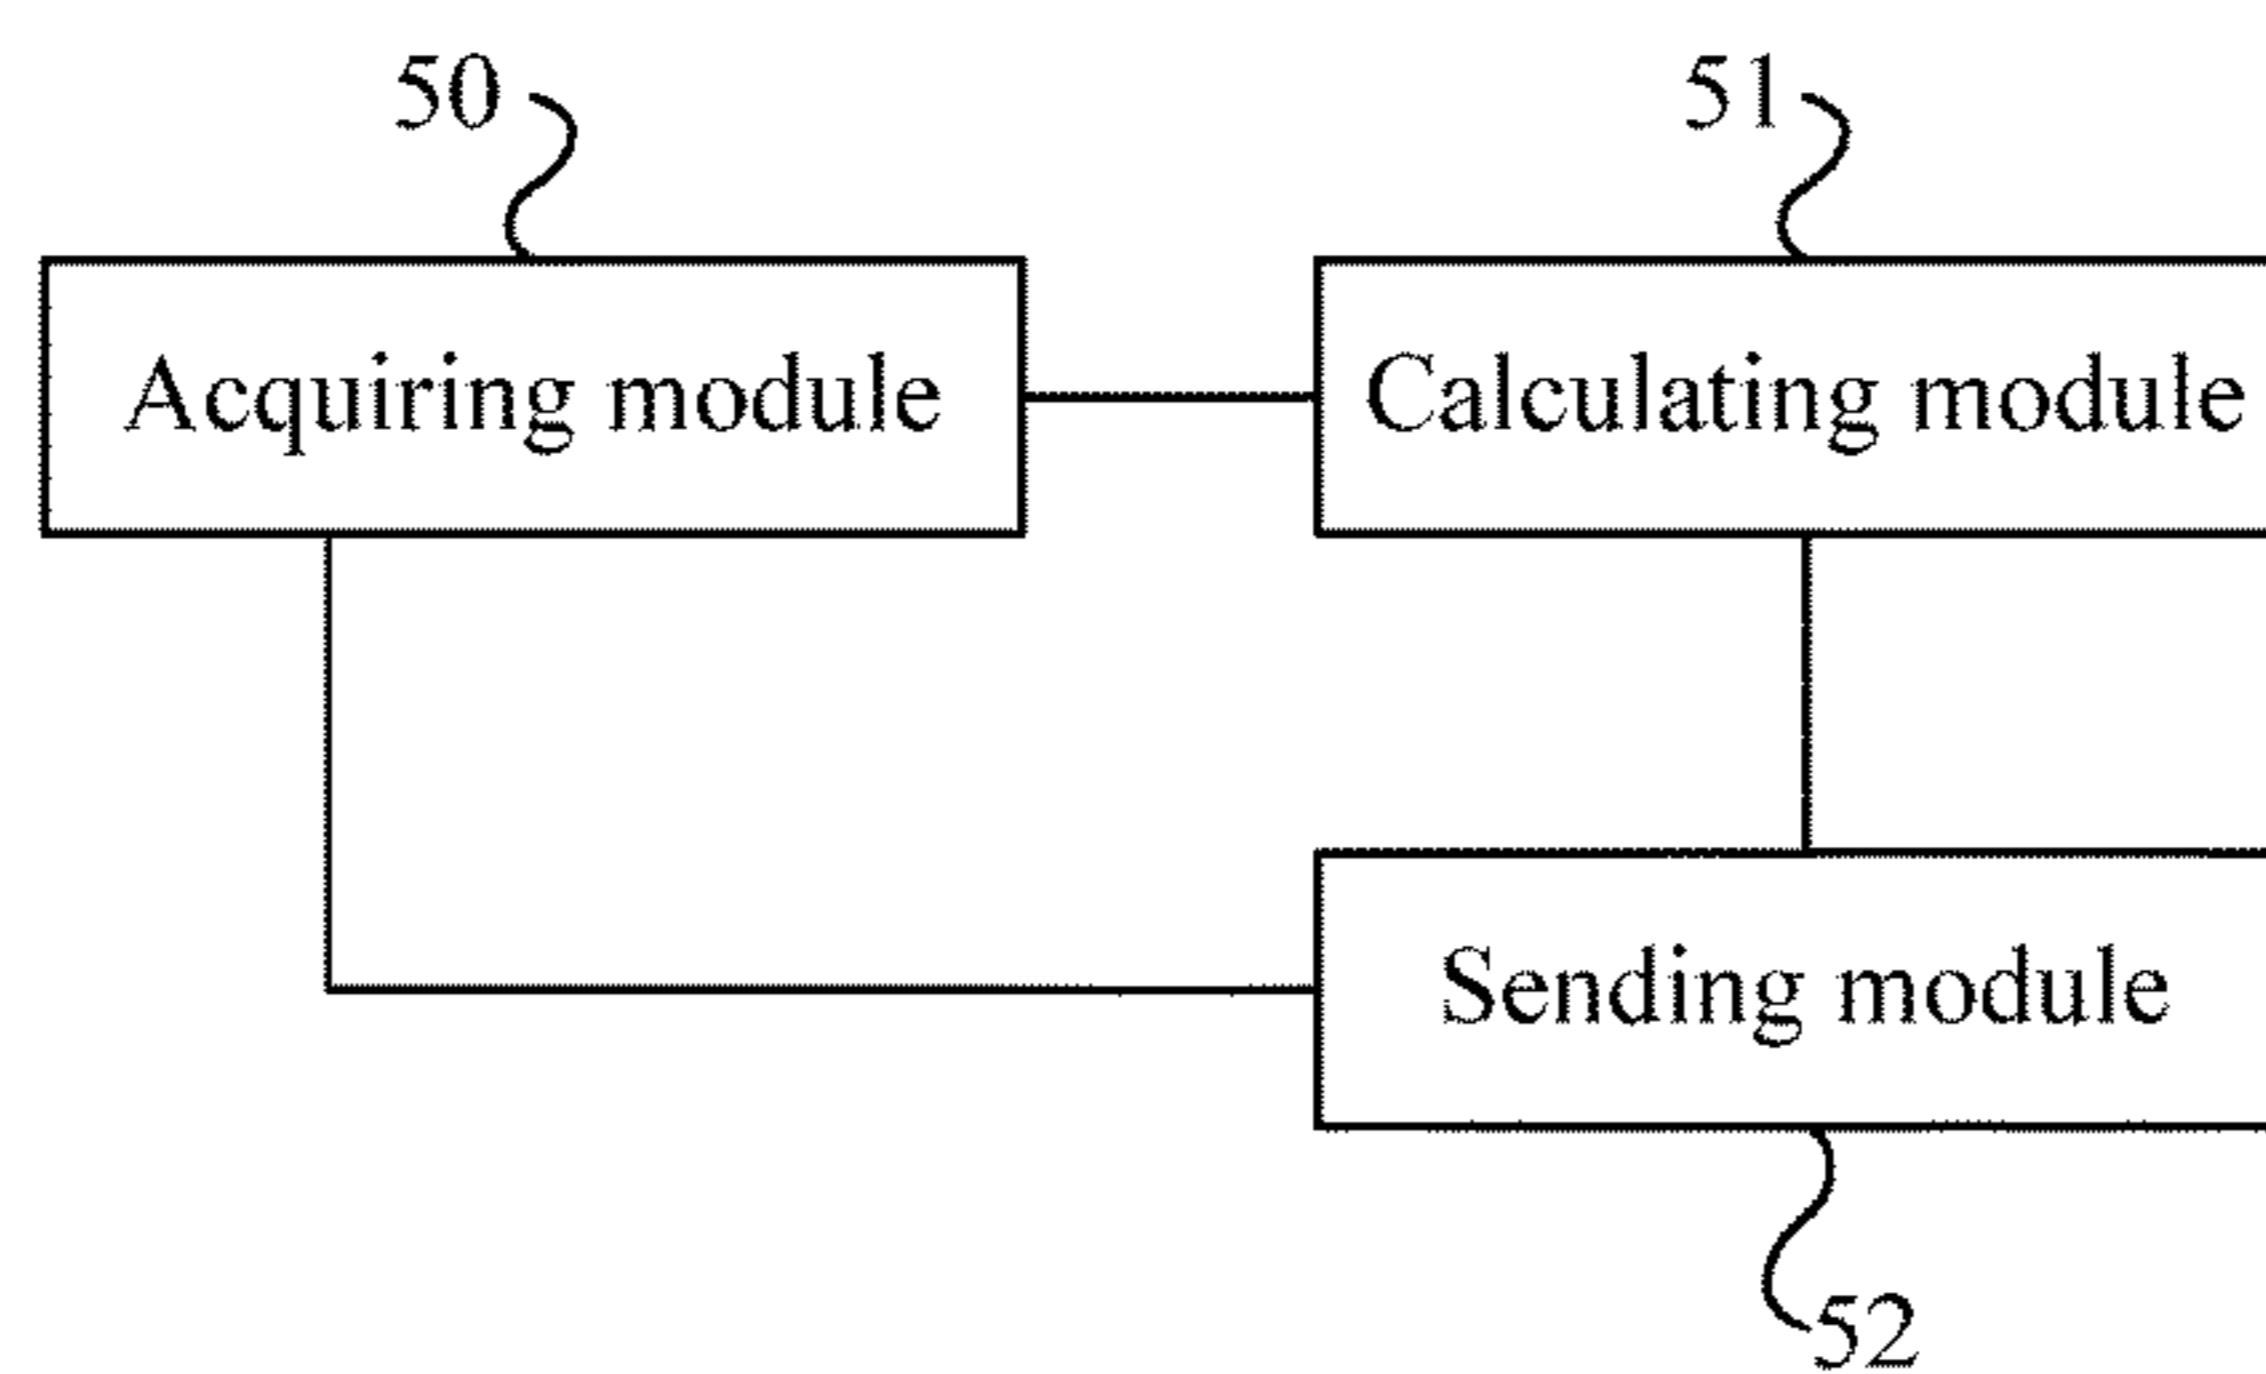 50
51
Acquiring module
Calculating module
Sending module
52